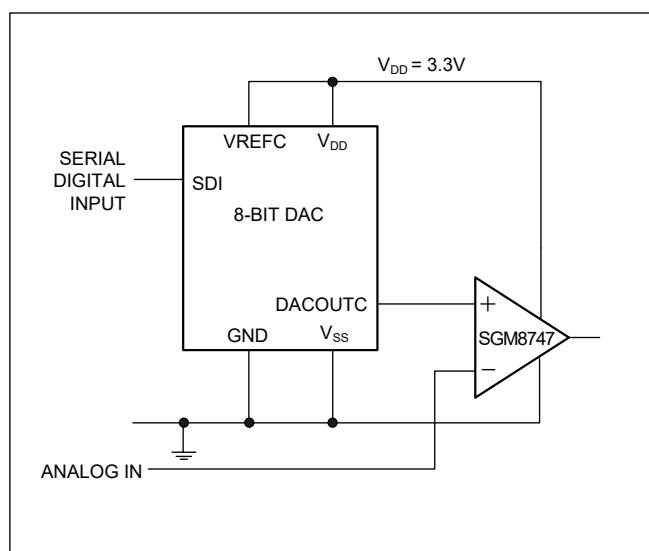 V_DD = 3.3V
VREFC V_DD
SERIAL
DIGITAL
INPUT
SDI
8-BIT DAC
DACOUTC
GND V_SS
+
SGM8747
−
ANALOG IN